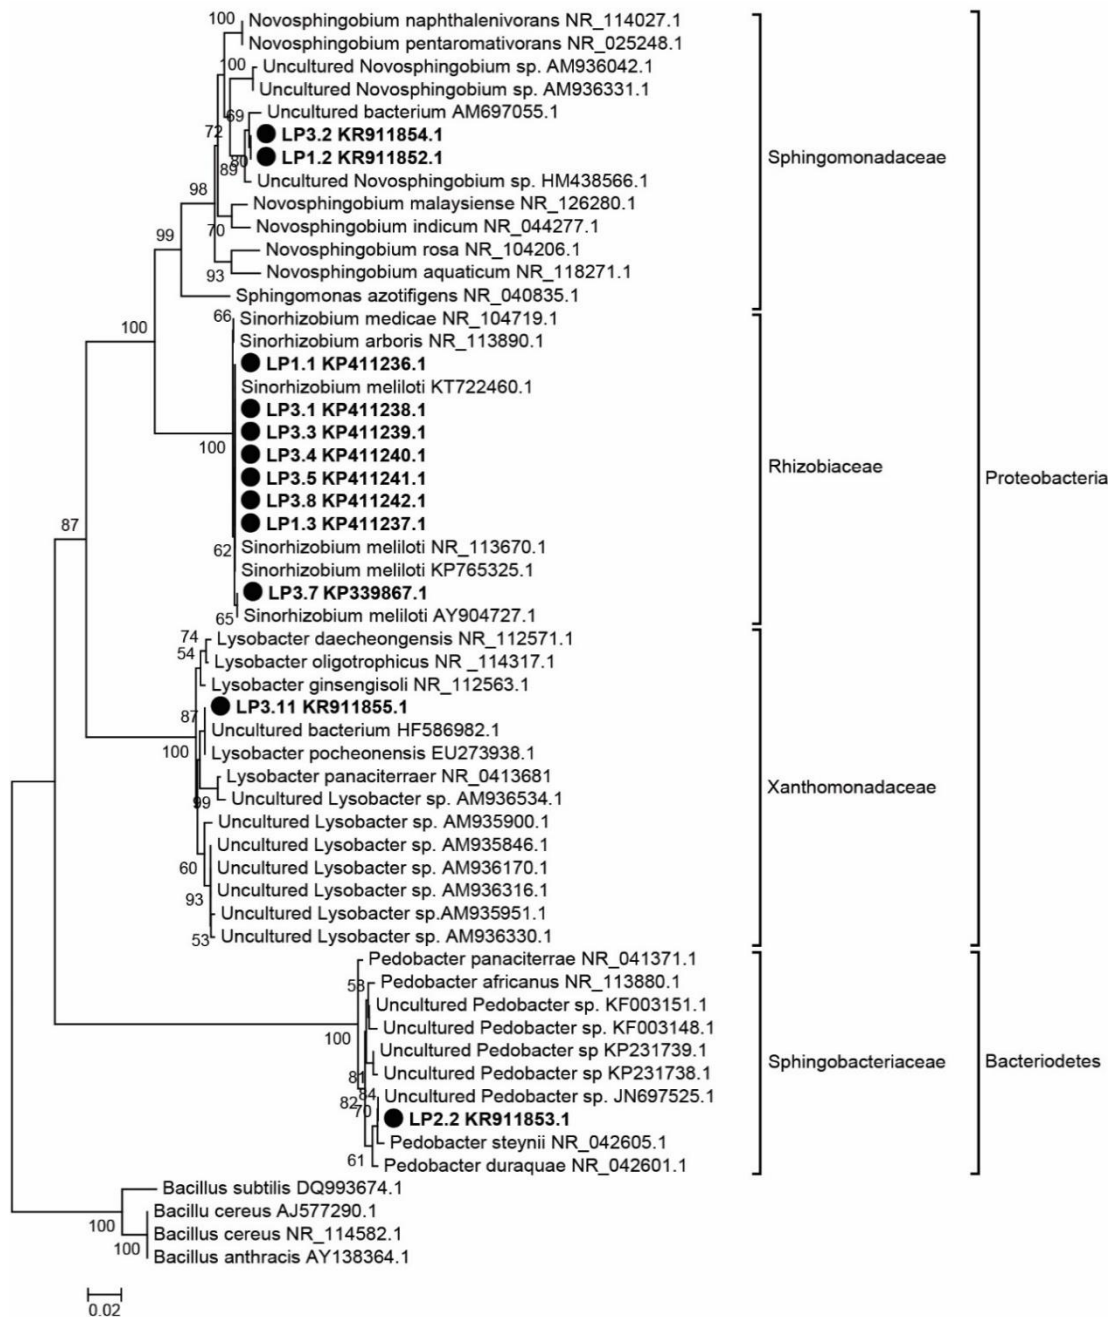 100
Novosphingobium naphthalenivorans NR_114027.1
Novosphingobium pentaromativorans NR_025248.1
100
Uncultured Novosphingobium sp. AM936042.1
Uncultured Novosphingobium sp. AM936331.1
69
Uncultured bacterium AM697055.1
72
LP3.2 KR911854.1
80
LP1.2 KR911852.1
89
Uncultured Novosphingobium sp. HM438566.1
98
Novosphingobium malaysiense NR_126280.1
70
Novosphingobium indicum NR_044277.1
99
Novosphingobium rosa NR_104206.1
93
Novosphingobium aquaticum NR_118271.1
Sphingomonas azotifigens NR_040835.1
Sphingomonadaceae
66
Sinorhizobium medicae NR_104719.1
100
Sinorhizobium arboris NR_113890.1
LP1.1 KP411236.1
Sinorhizobium meliloti KT722460.1
LP3.1 KP411238.1
LP3.3 KP411239.1
100
LP3.4 KP411240.1
LP3.5 KP411241.1
LP3.8 KP411242.1
LP1.3 KP411237.1
62
Sinorhizobium meliloti NR_113670.1
Sinorhizobium meliloti KP765325.1
LP3.7 KP339867.1
65
Sinorhizobium meliloti AY904727.1
Rhizobiaceae
Proteobacteria
87
74
Lysobacter daecheongensis NR_112571.1
54
Lysobacter oligotrophicus NR _114317.1
Lysobacter ginsengisoli NR_112563.1
LP3.11 KR911855.1
87
Uncultured bacterium HF586982.1
100
Lysobacter pocheonensis EU273938.1
Lysobacter panaciterraer NR_0413681
99
Uncultured Lysobacter sp. AM936534.1
Uncultured Lysobacter sp. AM935900.1
Uncultured Lysobacter sp. AM935846.1
60
Uncultured Lysobacter sp. AM936170.1
Uncultured Lysobacter sp. AM936316.1
93
Uncultured Lysobacter sp.AM935951.1
53
Uncultured Lysobacter sp. AM936330.1
Xanthomonadaceae
Pedobacter panaciterrae NR_041371.1
58
Pedobacter africanus NR_113880.1
Uncultured Pedobacter sp. KF003151.1
100
Uncultured Pedobacter sp. KF003148.1
Uncultured Pedobacter sp KP231739.1
81
Uncultured Pedobacter sp KP231738.1
84
Uncultured Pedobacter sp. JN697525.1
82
70
LP2.2 KR911853.1
Pedobacter steynii NR_042605.1
61
Pedobacter duraquae NR_042601.1
Sphingobacteriaceae
Bacteriodetes
Bacillus subtilis DQ993674.1
100
Bacillu cereus AJ577290.1
Bacillus cereus NR_114582.1
100
Bacillus anthracis AY138364.1
0.02